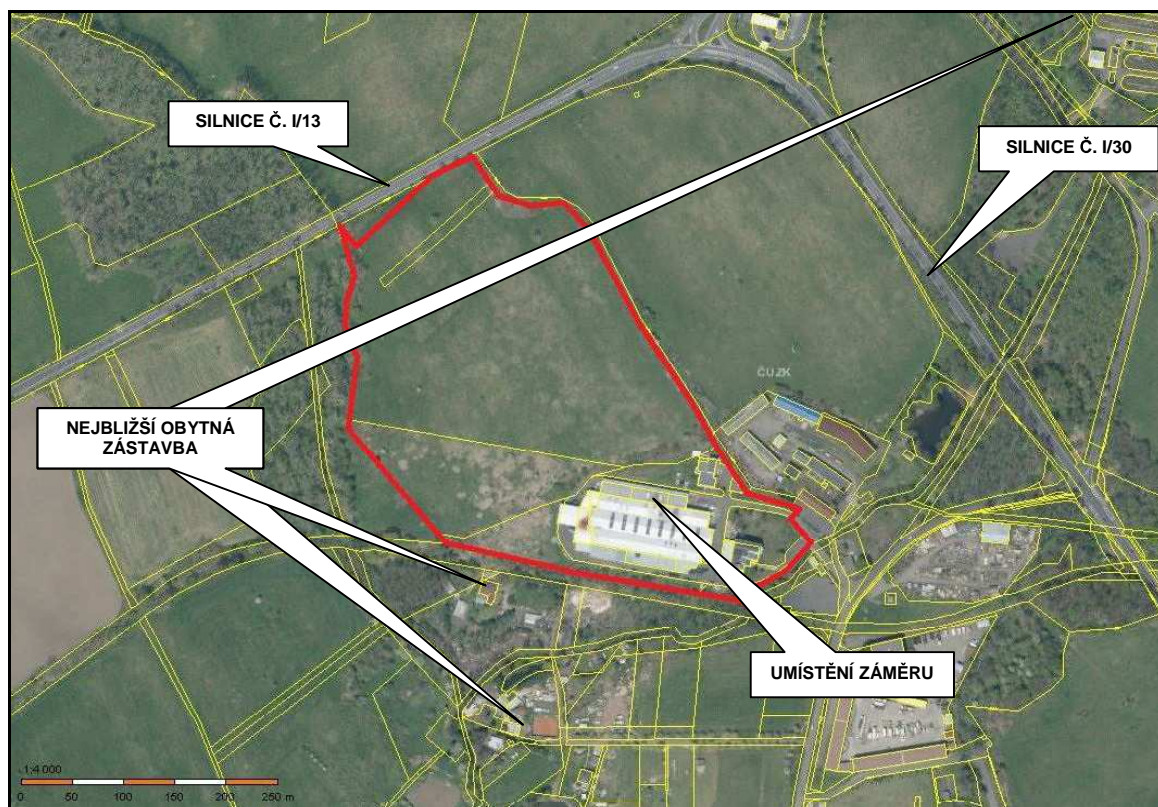 SILNICE Č. I/13
SILNICE Č. I/30
ČÚZK
NEJBLIŽŠÍ OBYTNÁ
ZÁSTAVBA
UMÍSTĚNÍ ZÁMĚRU
1:4 000
0 50 100 150 200 250 m